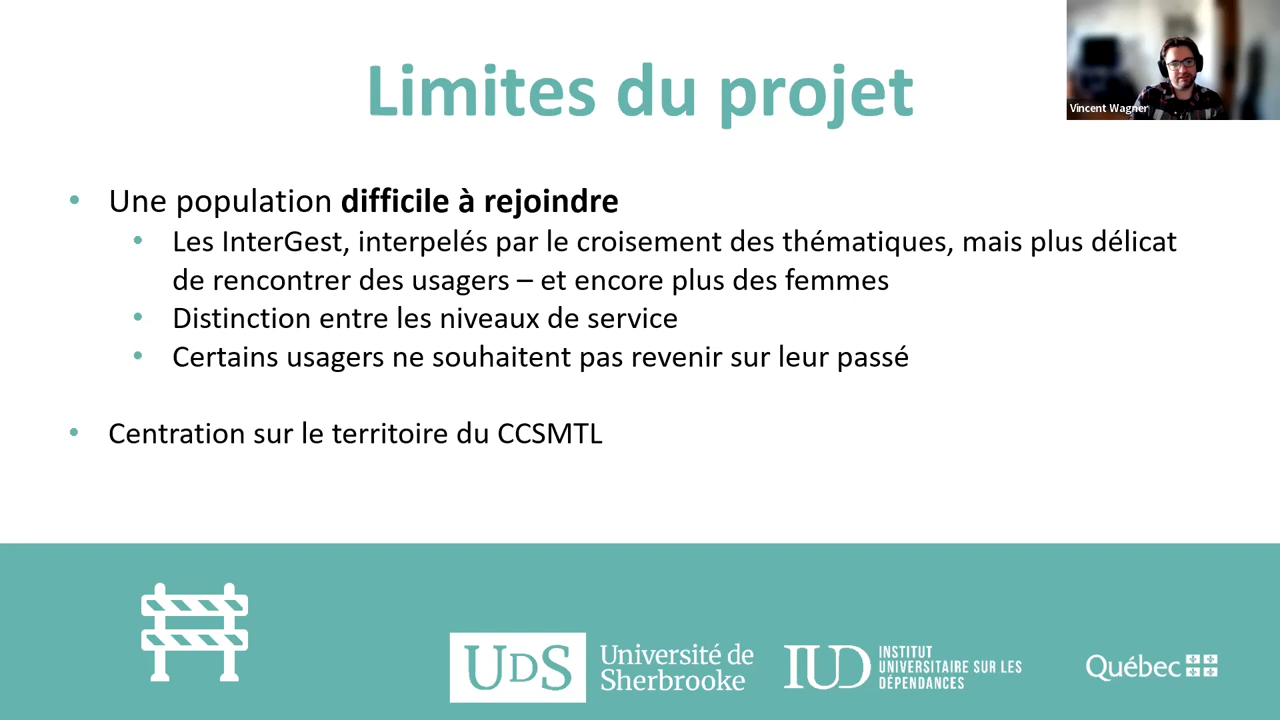 Limites du projet
Vincent Wagner
• Une population difficile à rejoindre
• Les InterGest, interpelés par le croisement des thématiques, mais plus délicat
de rencontrer des usagers – et encore plus des femmes
• Distinction entre les niveaux de service
• Certains usagers ne souhaitent pas revenir sur leur passé
• Centration sur le territoire du CCSMTL
UDS
Université de
Sherbrooke
IUD
INSTITUT
UNIVERSITAIRE SUR LES
DÉPENDANCES
Québec